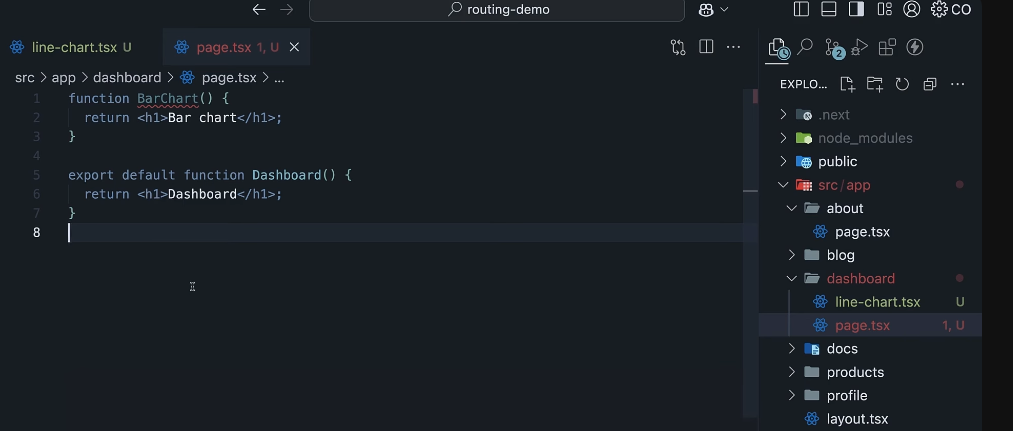 routing-demo
CO
line-chart.tsx U
page.tsx 1, U
src > app > dashboard > page.tsx > ...
1 function BarChart() {
2 return <h1>Bar chart</h1>;
3 }
4
5 export default function Dashboard() {
6 return <h1>Dashboard</h1>;
7 }
8
2
EXPLO...
.next
node_modules
public
src / app
about
page.tsx
blog
dashboard
line-chart.tsx U
page.tsx 1, U
docs
products
profile
layout.tsx